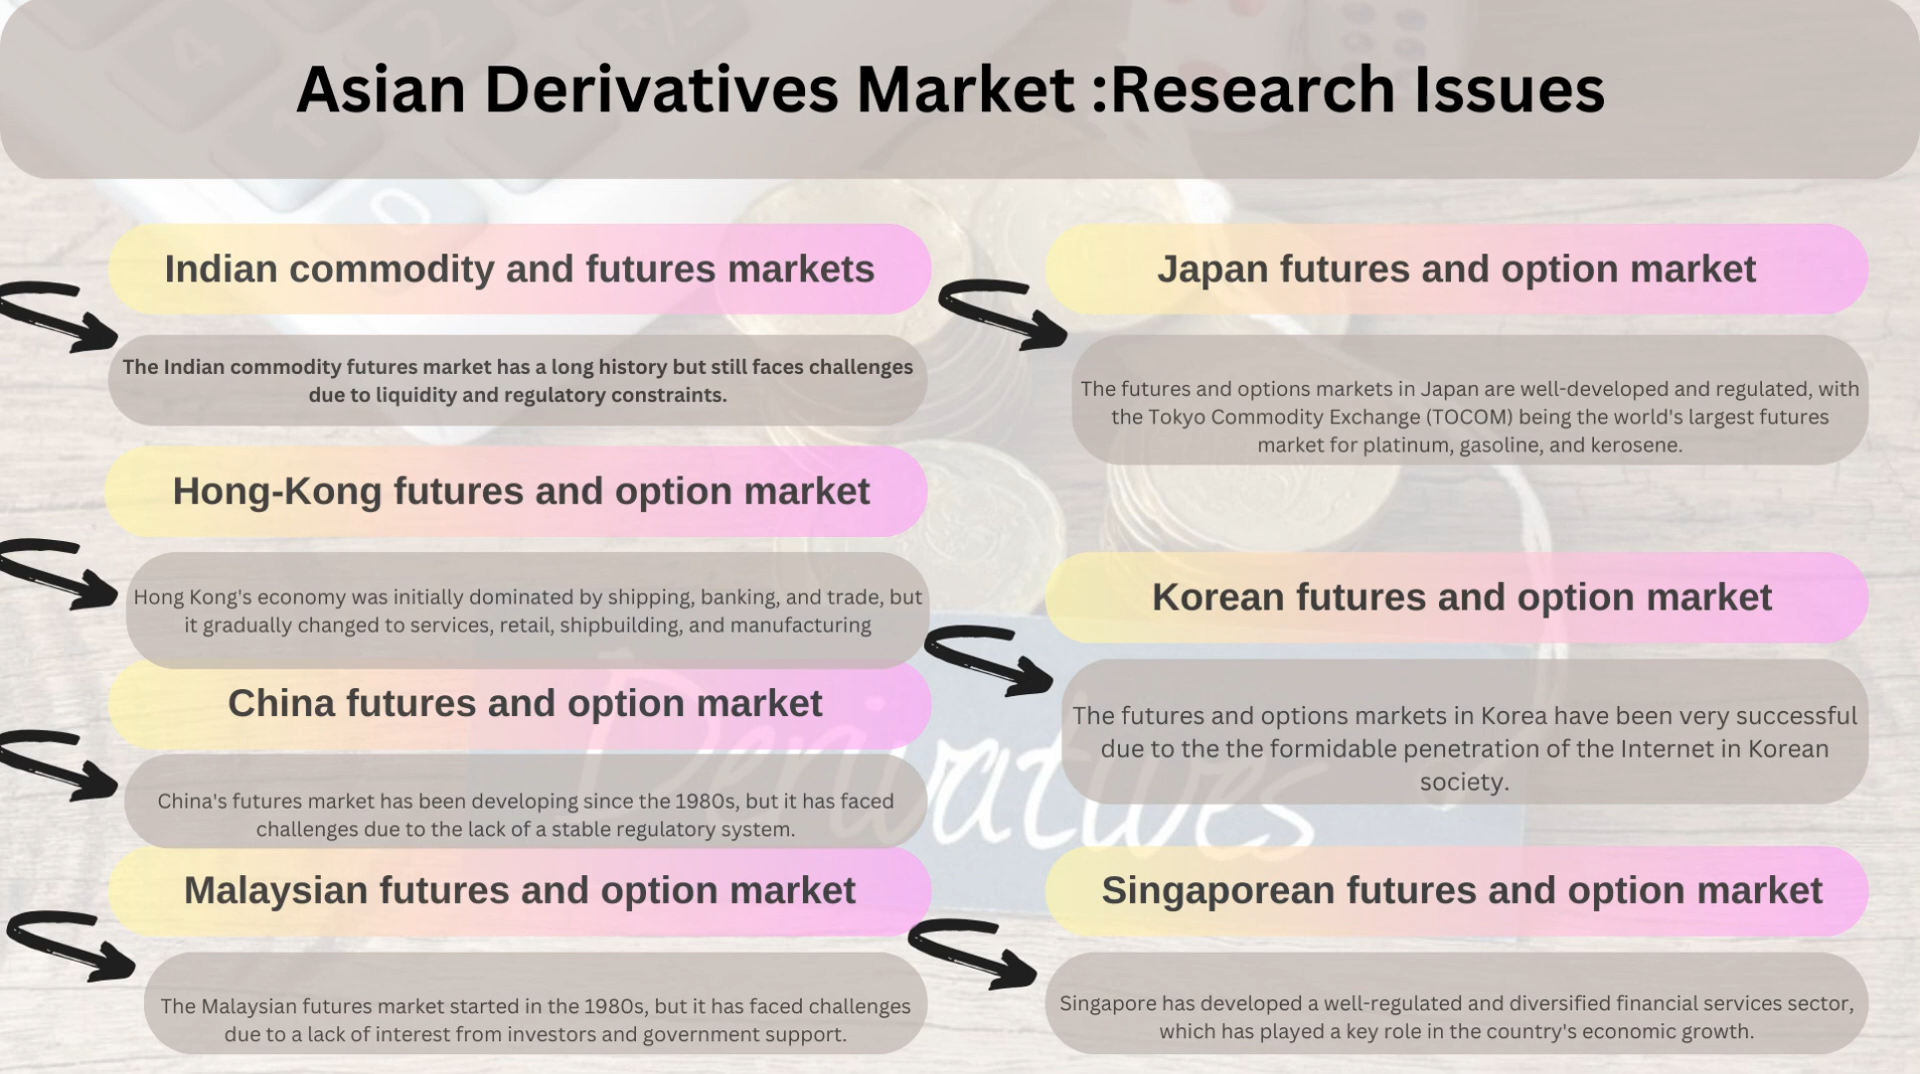 Asian Derivatives Market :Research Issues
Indian commodity and futures markets
The Indian commodity futures market has a long history but still faces challenges
due to liquidity and regulatory constraints.
Hong-Kong futures and option market
Hong Kong's economy was initially dominated by shipping, banking, and trade, but
it gradually changed to services, retail, shipbuilding, and manufacturing
China futures and option market
China's futures market has been developing since the 1980s, but it has faced
challenges due to the lack of a stable regulatory system.
Malaysian futures and option market
The Malaysian futures market started in the 1980s, but it has faced challenges
due to a lack of interest from investors and government support.
Japan futures and option market
The futures and options markets in Japan are well-developed and regulated, with
the Tokyo Commodity Exchange (TOCOM) being the world's largest futures
market for platinum, gasoline, and kerosene.
Korean futures and option market
The futures and options markets in Korea have been very successful
due to the the formidable penetration of the Internet in Korean
society.
Singaporean futures and option market
Singapore has developed a well-regulated and diversified financial services sector,
which has played a key role in the country's economic growth.
Derivatives
4
2
×/−
1
0